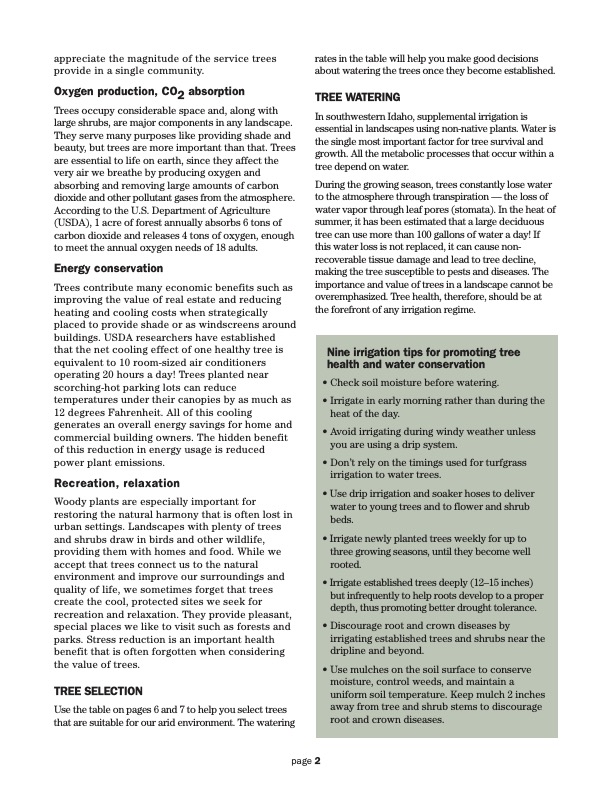 appreciate the magnitude of the service trees
provide in a single community.
Oxygen production, CO2 absorption
Trees occupy considerable space and, along with
large shrubs, are major components in any landscape.
They serve many purposes like providing shade and
beauty, but trees are more important than that. Trees
are essential to life on earth, since they affect the
very air we breathe by producing oxygen and
absorbing and removing large amounts of carbon
dioxide and other pollutant gases from the atmosphere.
According to the U.S. Department of Agriculture
(USDA), 1 acre of forest annually absorbs 6 tons of
carbon dioxide and releases 4 tons of oxygen, enough
to meet the annual oxygen needs of 18 adults.
Energy conservation
Trees contribute many economic benefits such as
improving the value of real estate and reducing
heating and cooling costs when strategically
placed to provide shade or as windscreens around
buildings. USDA researchers have established
that the net cooling effect of one healthy tree is
equivalent to 10 room-sized air conditioners
operating 20 hours a day! Trees planted near
scorching-hot parking lots can reduce
temperatures under their canopies by as much as
12 degrees Fahrenheit. All of this cooling
generates an overall energy savings for home and
commercial building owners. The hidden benefit
of this reduction in energy usage is reduced
power plant emissions.
Recreation, relaxation
Woody plants are especially important for
restoring the natural harmony that is often lost in
urban settings. Landscapes with plenty of trees
and shrubs draw in birds and other wildlife,
providing them with homes and food. While we
accept that trees connect us to the natural
environment and improve our surroundings and
quality of life, we sometimes forget that trees
create the cool, protected sites we seek for
recreation and relaxation. They provide pleasant,
special places we like to visit such as forests and
parks. Stress reduction is an important health
benefit that is often forgotten when considering
the value of trees.
TREE SELECTION
Use the table on pages 6 and 7 to help you select trees
that are suitable for our arid environment. The watering
rates in the table will help you make good decisions
about watering the trees once they become established.
TREE WATERING
In southwestern Idaho, supplemental irrigation is
essential in landscapes using non-native plants. Water is
the single most important factor for tree survival and
growth. All the metabolic processes that occur within a
tree depend on water.
During the growing season, trees constantly lose water
to the atmosphere through transpiration — the loss of
water vapor through leaf pores (stomata). In the heat of
summer, it has been estimated that a large deciduous
tree can use more than 100 gallons of water a day! If
this water loss is not replaced, it can cause non-
recoverable tissue damage and lead to tree decline,
making the tree susceptible to pests and diseases. The
importance and value of trees in a landscape cannot be
overemphasized. Tree health, therefore, should be at
the forefront of any irrigation regime.
Nine irrigation tips for promoting tree
health and water conservation
• Check soil moisture before watering.
• Irrigate in early morning rather than during the
heat of the day.
• Avoid irrigating during windy weather unless
you are using a drip system.
• Don't rely on the timings used for turfgrass
irrigation to water trees.
• Use drip irrigation and soaker hoses to deliver
water to young trees and to flower and shrub
beds.
• Irrigate newly planted trees weekly for up to
three growing seasons, until they become well
rooted.
• Irrigate established trees deeply (12–15 inches)
but infrequently to help roots develop to a proper
depth, thus promoting better drought tolerance.
• Discourage root and crown diseases by
irrigating established trees and shrubs near the
dripline and beyond.
• Use mulches on the soil surface to conserve
moisture, control weeds, and maintain a
uniform soil temperature. Keep mulch 2 inches
away from tree and shrub stems to discourage
root and crown diseases.
page 2